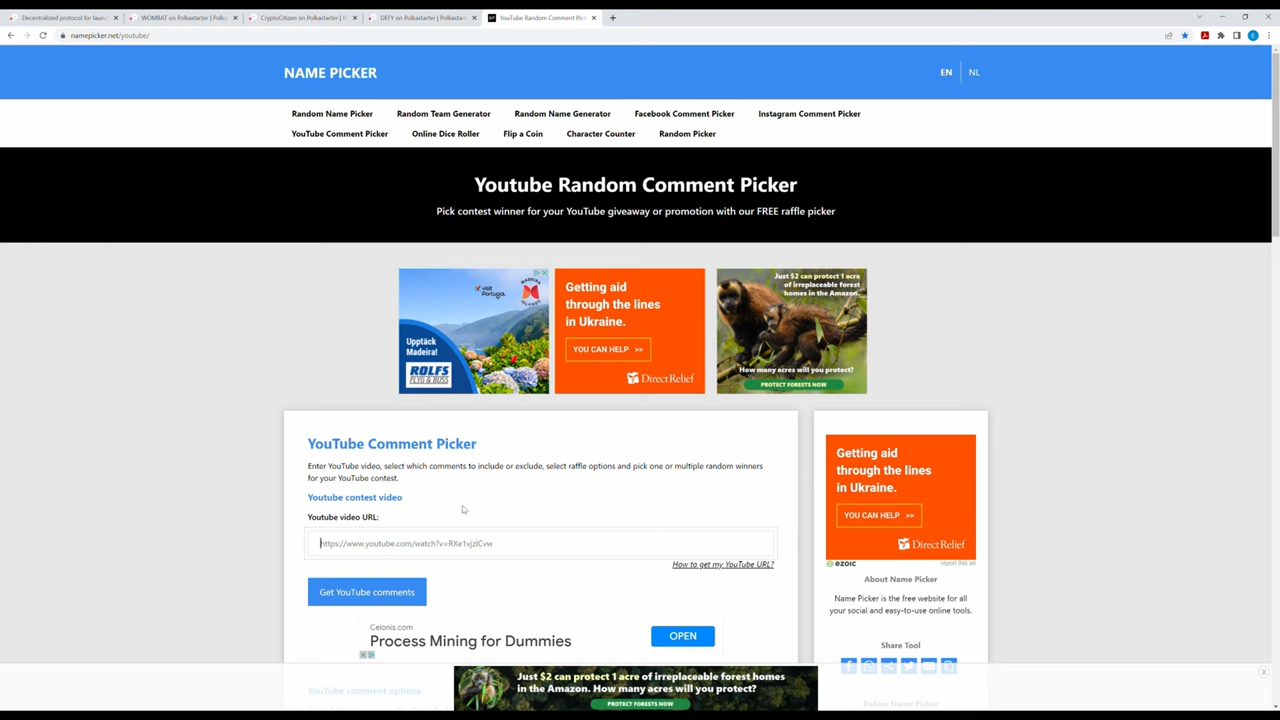 Decentralized protocol for laun
WOMBAT on Polkastarter | Polka
CryptoCitizen on Polkastarter | Po
DEFY on Polkastarter | Polkastart
YouTube Random Comment Pick
namepicker.net/youtube/
NAME PICKER
EN
NL
Random Name Picker
Random Team Generator
Random Name Generator
Facebook Comment Picker
Instagram Comment Picker
YouTube Comment Picker
Online Dice Roller
Flip a Coin
Character Counter
Random Picker
Youtube Random Comment Picker
Pick contest winner for your YouTube giveaway or promotion with our FREE raffle picker
visit Portugal
MADEIRA
Upptäck
Madeira!
ROLFS
FLYG & BUSS
Getting aid
through the lines
in Ukraine.
YOU CAN HELP >>
DirectRelief
Just $2 can protect 1 acre
of irreplaceable forest
homes in the Amazon.
How many acres will you protect?
PROTECT FORESTS NOW
YouTube Comment Picker
Enter YouTube video, select which comments to include or exclude, select raffle options and pick one or multiple random winners
for your YouTube contest.
Youtube contest video
Youtube video URL:
https://www.youtube.com/watch?v=RXe1vjzICvw
How to get my YouTube URL?
Get YouTube comments
Celonis.com
Process Mining for Dummies
OPEN
YouTube comment options
Getting aid
through the lines
in Ukraine.
YOU CAN HELP >>
DirectRelief
ezoic
report this ad
About Name Picker
Name Picker is the free website for all
your social and easy-to-use online tools.
Share Tool
Follow Name Picker
Just $2 can protect 1 acre of irreplaceable forest homes
in the Amazon. How many acres will you protect?
PROTECT FORESTS NOW